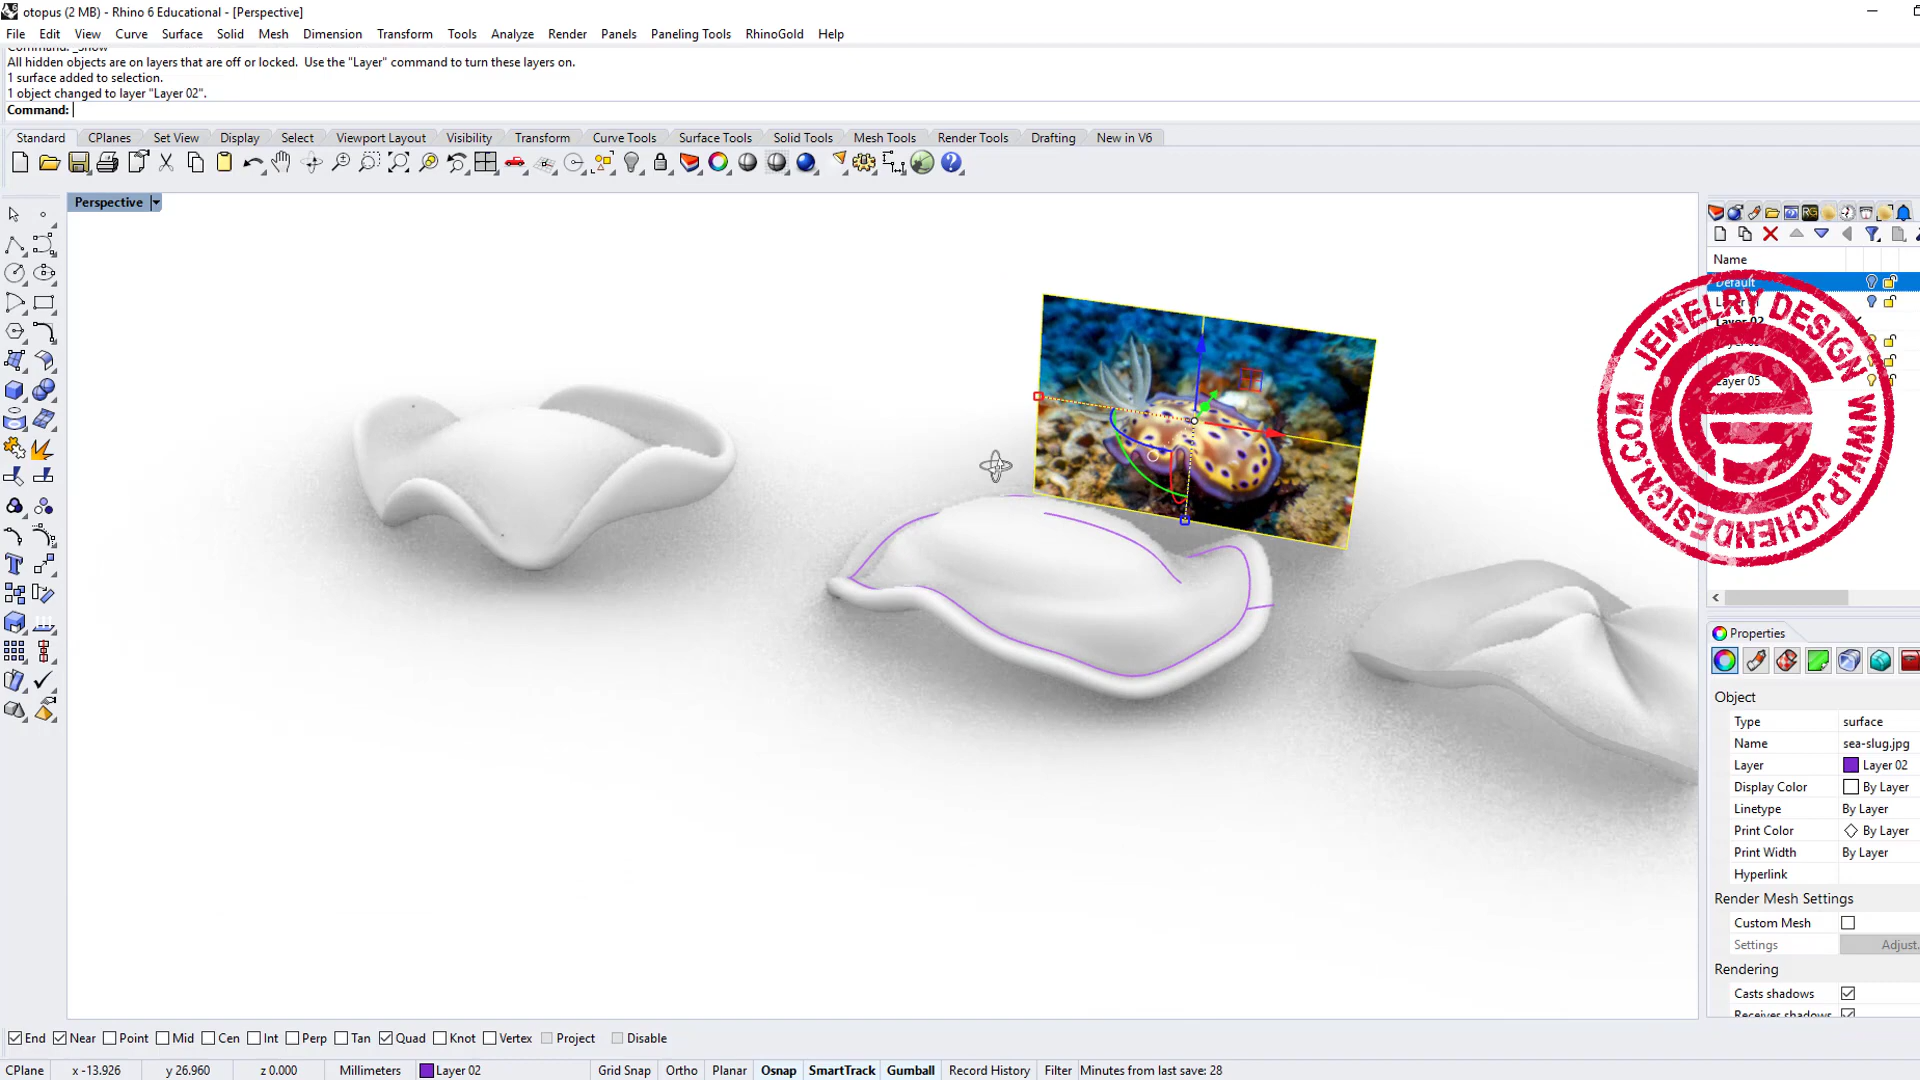 otopus (2 MB) - Rhino 6 Educational - [Perspective]
File Edit View Curve Surface Solid Mesh Dimension Transform Tools Analyze Render Panels Paneling Tools RhinoGold Help
Command: _Show
All hidden objects are on layers that are off or locked. Use the "Layer" command to turn these layers on.
1 surface added to selection.
1 object changed to layer "Layer 02".
Command:
Standard CPlanes Set View Display Select Viewport Layout Visibility Transform Curve Tools Surface Tools Solid Tools Mesh Tools Render Tools Drafting New in V6
Perspective
Name
Default
Layer 02
Layer 05
JEWELRY DESIGN
WWW.PJCHENDESIGN.COM
Properties
Object
Type surface
Name sea-slug.jpg
Layer Layer 02
Display Color By Layer
Linetype By Layer
Print Color By Layer
Print Width By Layer
Hyperlink
Render Mesh Settings
Custom Mesh
Settings Adjust.
Rendering
Casts shadows
Receives shadows
End Near Point Mid Cen Int Perp Tan Quad Knot Vertex Project Disable
CPlane x -13.926 y 26.960 z 0.000 Millimeters Layer 02 Grid Snap Ortho Planar Osnap SmartTrack Gumball Record History Filter Minutes from last save: 28